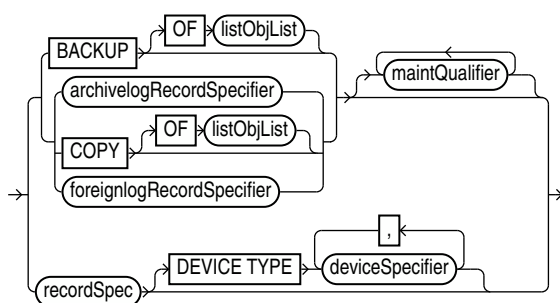 OF listObjList
BACKUP
maintQualifier
archivelogRecordSpecifier
OF listObjList
COPY
foreignlogRecordSpecifier
,
DEVICE TYPE deviceSpecifier
recordSpec